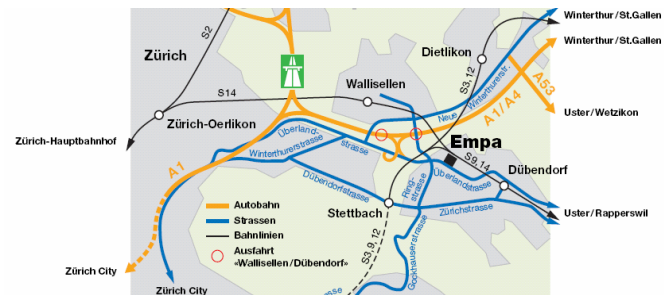 Winterthur/St.Gallen
S2
Zürich
Dietlikon
Winterthur/St.Gallen
Wallisellen
S3,12
Neue
Winterthurerstr.
A53
S14
A1/A4
Uster/Wetzikon
Zürich-Oerlikon
Zürich-Hauptbahnhof
Überland-
strasse
Winterthurerstrasse
Empa
S9,14
A1
Dübendorfstrasse
Ring-
strasse
Überlandstrasse
Dübendorf
Zürichstrasse
Autobahn
Strassen
Bahnlinien
Ausfahrt
«Wallisellen/Dübendorf»
Stettbach
Uster/Rapperswil
S3,9,12
Gockhauserstrasse
Zürich City
Zürich City